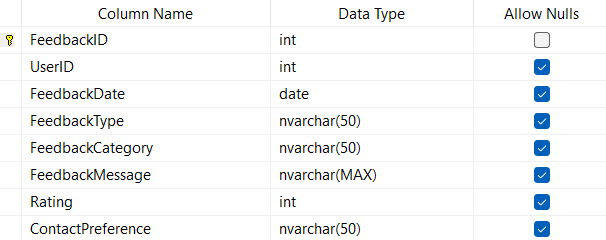 Column Name Data Type Allow Nulls
FeedbackID int
UserID int
FeedbackDate date
FeedbackType nvarchar(50)
FeedbackCategory nvarchar(50)
FeedbackMessage nvarchar(MAX)
Rating int
ContactPreference nvarchar(50)